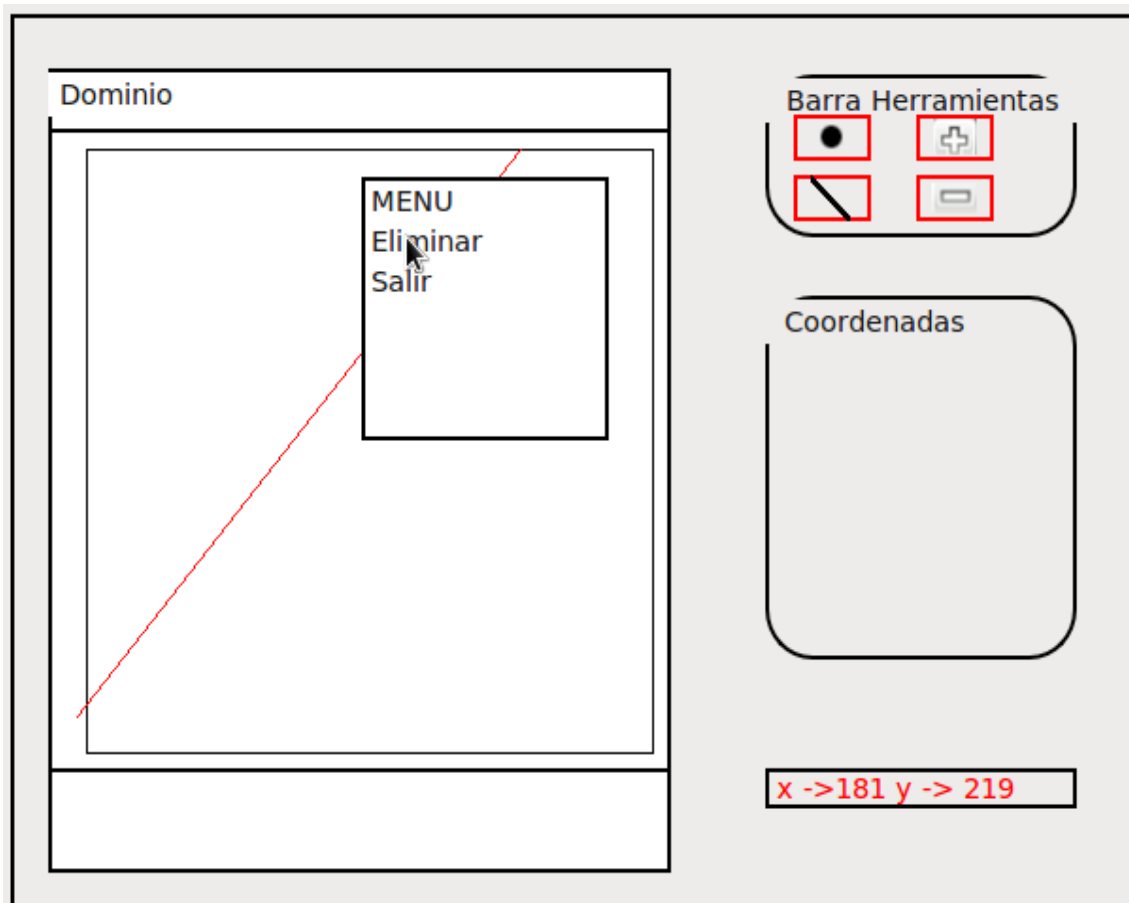 Dominio
MENU
Eliminar
Salir
Barra Herramientas
Coordenadas
x ->181 y -> 219